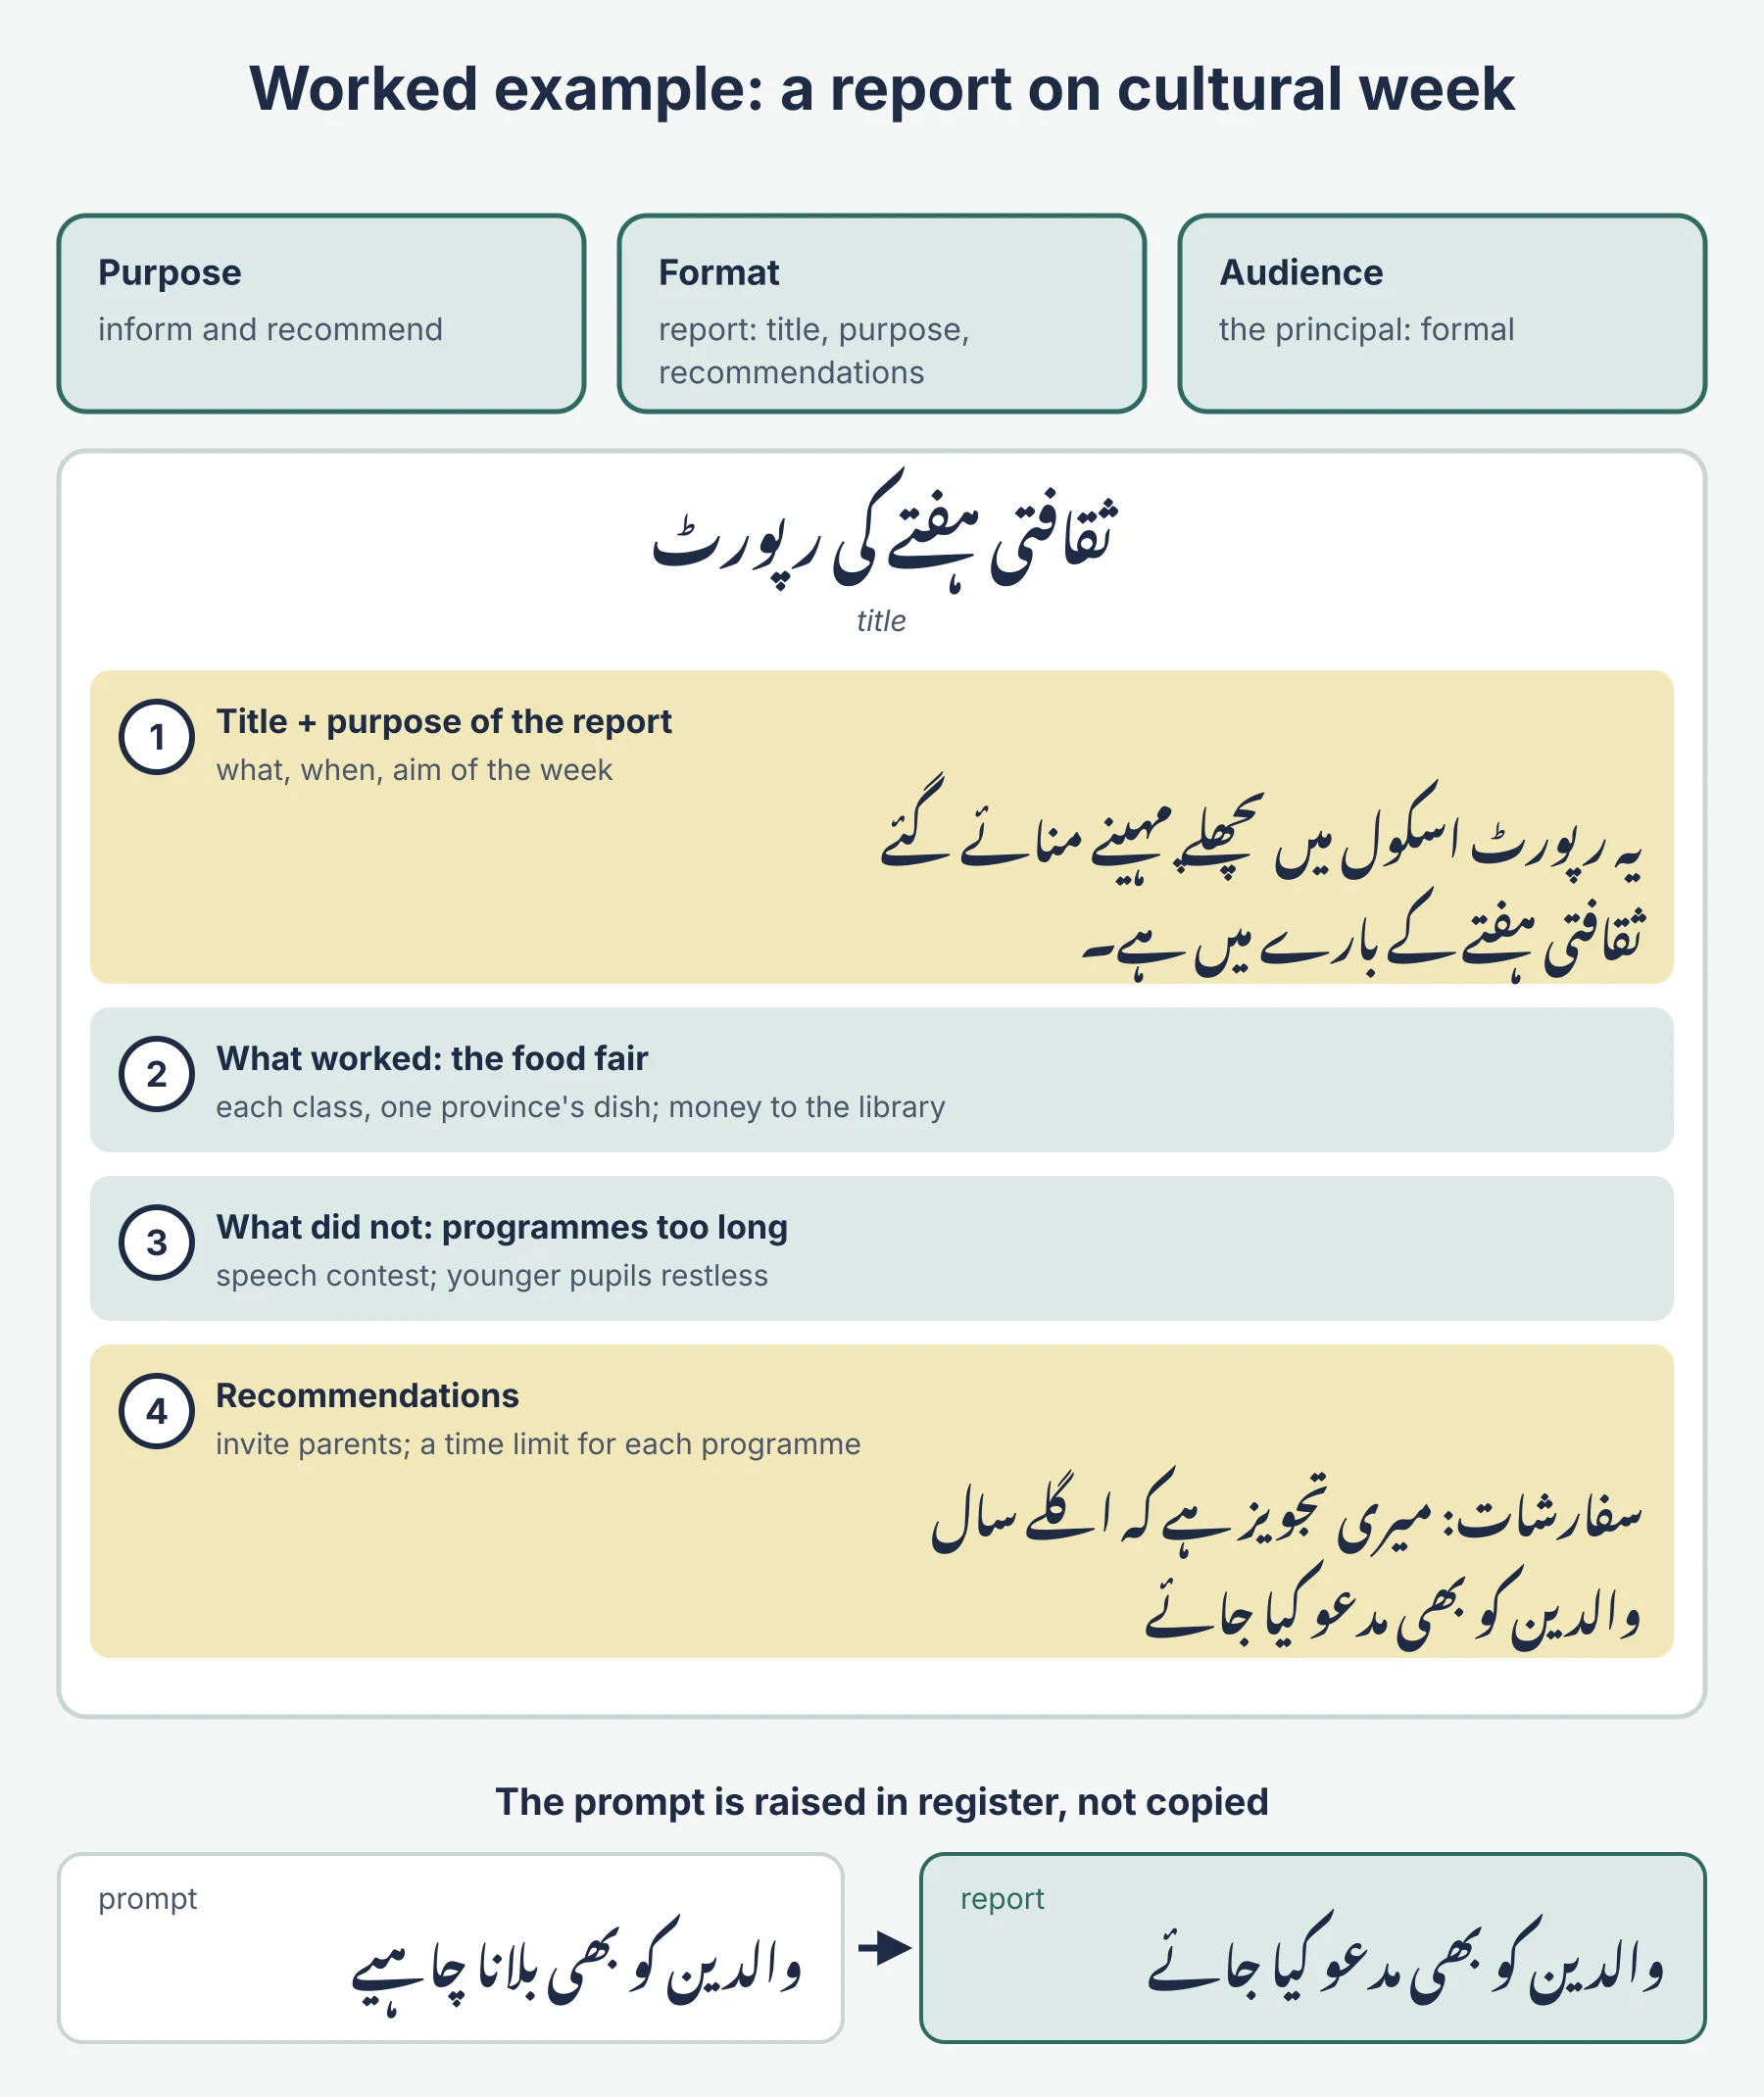 Worked example: a report on cultural week
Purpose
inform and recommend
Format
report: title, purpose,
recommendations
Audience
the principal: formal
ثقافتی ہفتے کی رپورٹ
title
1
Title + purpose of the report
what, when, aim of the week
یہ رپورٹ اسکول میں پچھلے مہینے منائے گئے
ثقافتی ہفتے کے بارے میں ہے۔
2
What worked: the food fair
each class, one province's dish; money to the library
3
What did not: programmes too long
speech contest; younger pupils restless
4
Recommendations
invite parents; a time limit for each programme
سفارشات: میری تجویز ہے کہ اگلے سال
والدین کو بھی مدعو کیا جائے
The prompt is raised in register, not copied
prompt
والدین کو بھی بلانا چاہیے
report
والدین کو بھی مدعو کیا جائے